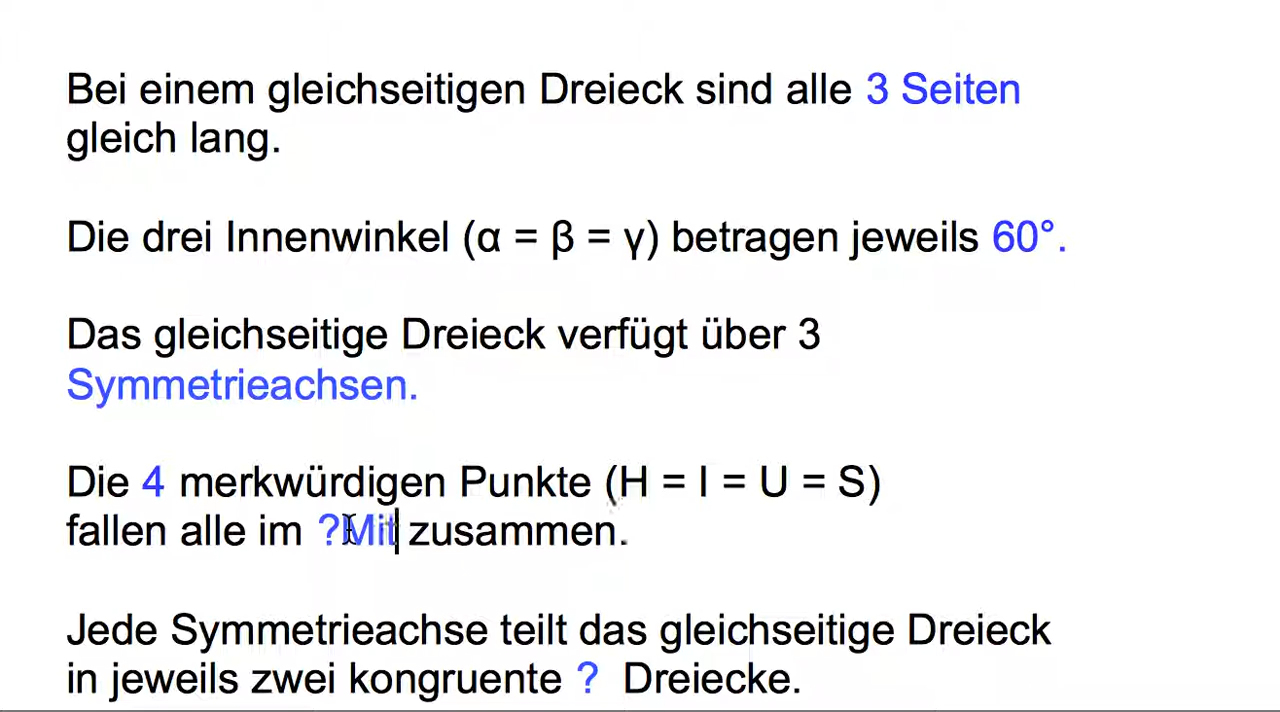 Bei einem gleichseitigen Dreieck sind alle 3 Seiten
gleich lang.
Die drei Innenwinkel (α = β = γ) betragen jeweils 60°.
Das gleichseitige Dreieck verfügt über 3
Symmetrieachsen.
Die 4 merkwürdigen Punkte (H = I = U = S)
fallen alle im ?Mit zusammen.
Jede Symmetrieachse teilt das gleichseitige Dreieck
in jeweils zwei kongruente ? Dreiecke.